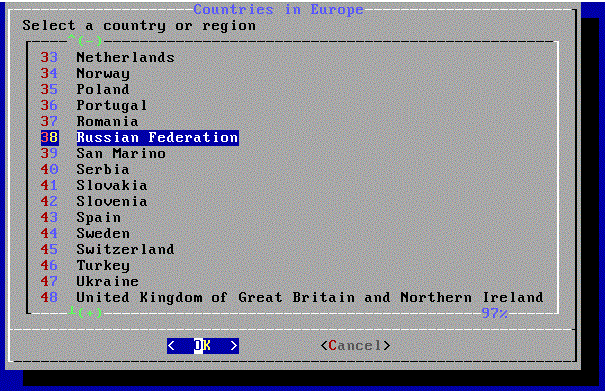 Countries in Europe
Select a country or region
^(-)
33 Netherlands
34 Norway
35 Poland
36 Portugal
37 Romania
38 Russian Federation
39 San Marino
40 Serbia
41 Slovakia
42 Slovenia
43 Spain
44 Sweden
45 Switzerland
46 Turkey
47 Ukraine
48 United Kingdom of Great Britain and Northern Ireland
(+) 97%
< OK > <Cancel>